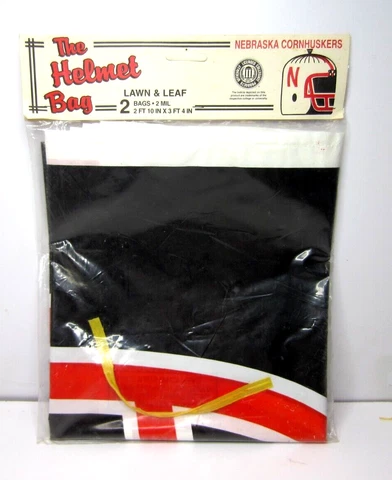 The
Helmet
Bag
LAWN & LEAF
2 BAGS • 2 MIL
2 FT 10 IN X 3 FT 4 IN
NEBRASKA CORNHUSKERS
N